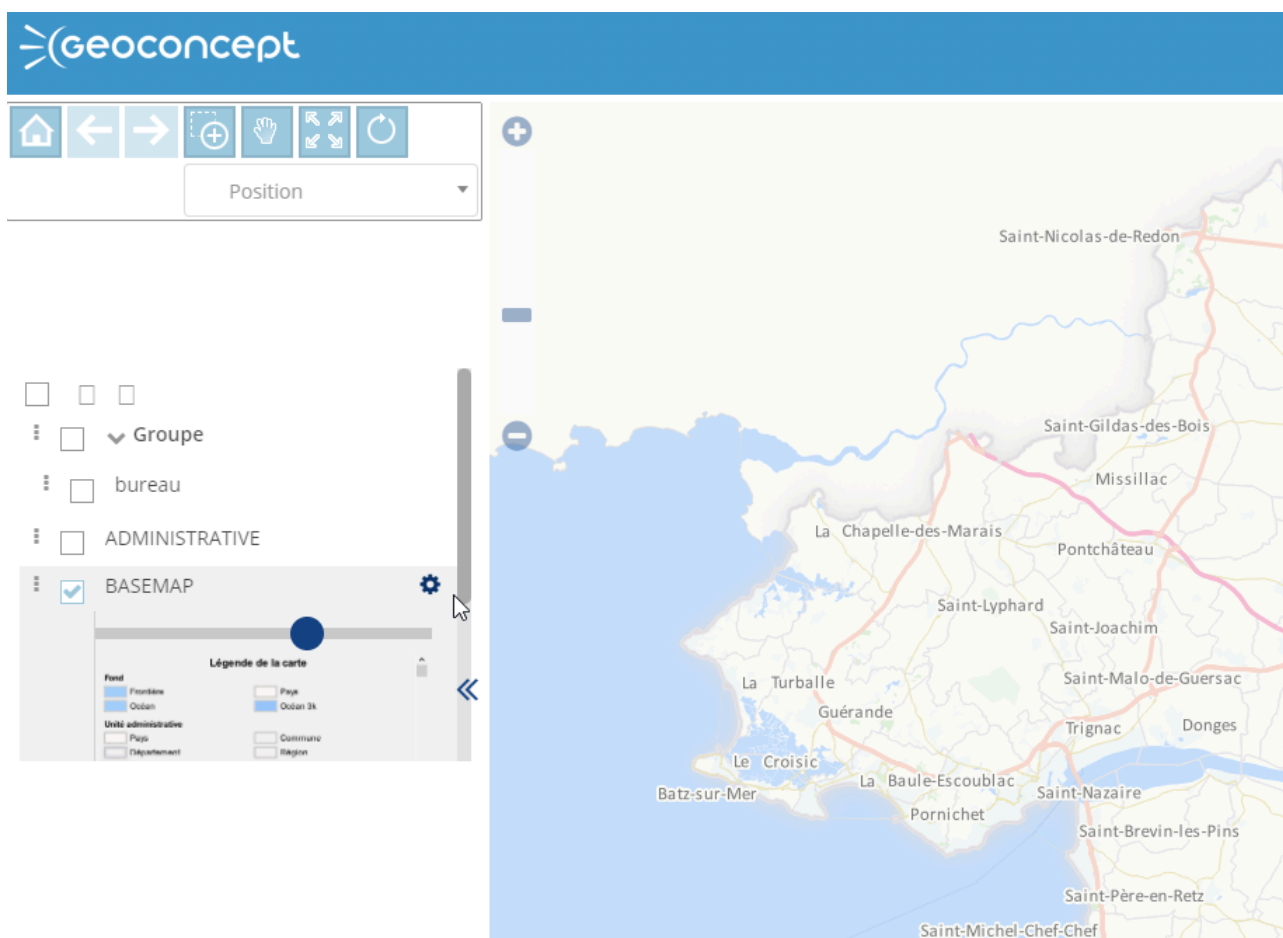 Geoconcept
Position
Groupe
bureau
ADMINISTRATIVE
BASEMAP
Légende de la carte
Fond
Frontière
Pays
Océan
Océan 3k
Unité administrative
Pays
Commune
Département
Région
Saint-Nicolas-de-Redon
Saint-Gildas-des-Bois
Missillac
La Chapelle-des-Marais
Pontchâteau
Saint-Lyphard
Saint-Joachim
La Turballe
Saint-Malo-de-Guersac
Guérande
Trignac
Donges
Le Croisic
La Baule-Escoublac
Batz-sur-Mer
Saint-Nazaire
Pornichet
Saint-Brevin-les-Pins
Saint-Père-en-Retz
Saint-Michel-Chef-Chef